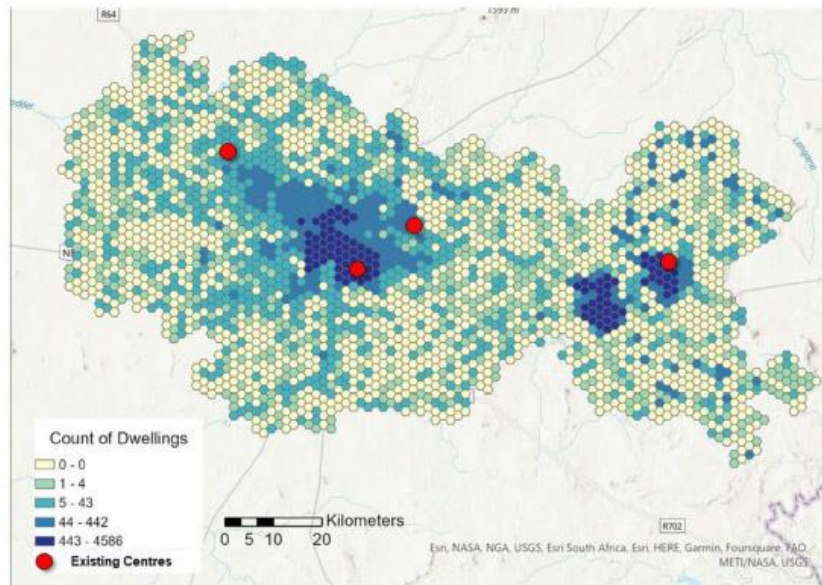 R64
1593 m
Count of Dwellings
0 - 0
1 - 4
5 - 43
44 - 442
443 - 4586
Existing Centres
Kilometers
0 5 10 20
R702
Esri, NASA, NGA, USGS, Esri South Africa, Esri, HERE, Garmin, Foursquare, FAO,
METI/NASA, USGS